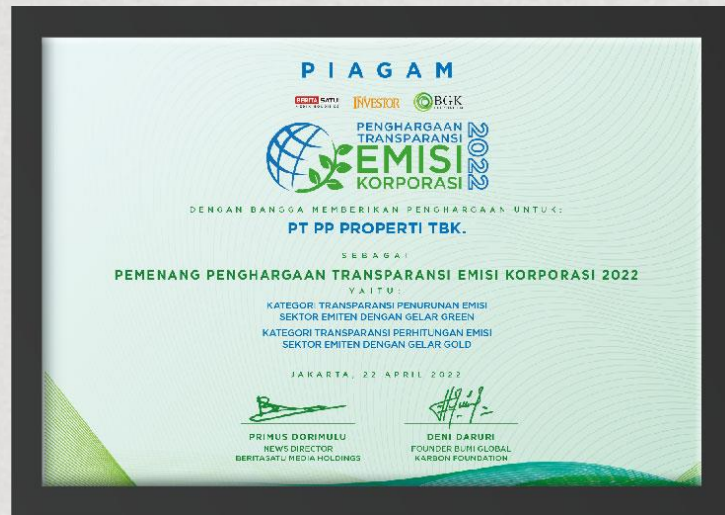 PIAGAM
BERITA SATU
MEDIA HOLDINGS
INVESTOR
BGK
PENGHARGAAN
TRANSPARANSI
EMISI
KORPORASI
2022
DENGAN BANGGA MEMBERIKAN PENGHARGAAN UNTUK:
PT PP PROPERTI TBK.
SEBAGAI
PEMENANG PENGHARGAAN TRANSPARANSI EMISI KORPORASI 2022
YAITU:
KATEGORI TRANSPARANSI PENURUNAN EMISI
SEKTOR EMITEN DENGAN GELAR GREEN
KATEGORI TRANSPARANSI PERHITUNGAN EMISI
SEKTOR EMITEN DENGAN GELAR GOLD
JAKARTA, 22 APRIL 2022
PRIMUS DORIMULU
NEWS DIRECTOR
BERITASATU MEDIA HOLDINGS
DENI DARURI
FOUNDER BUMI GLOBAL
KARBON FOUNDATION